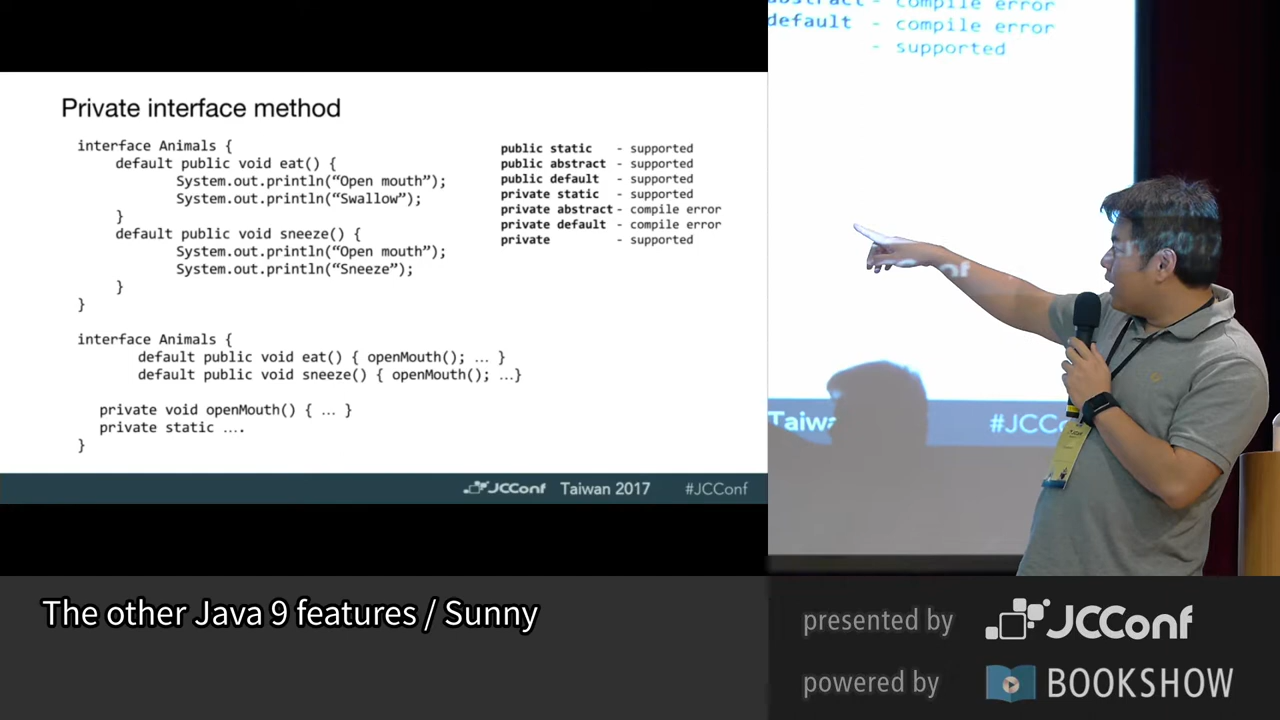 Private interface method
interface Animals {
default public void eat() {
System.out.println(“Open mouth”);
System.out.println(“Swallow”);
}
default public void sneeze() {
System.out.println(“Open mouth”);
System.out.println(“Sneeze”);
}
}
interface Animals {
default public void eat() { openMouth(); … }
default public void sneeze() { openMouth(); …}
private void openMouth() { … }
private static ….
}
public static - supported
public abstract - supported
public default - supported
private static - supported
private abstract - compile error
private default - compile error
private - supported
JCConf Taiwan 2017 #JCConf
abstract - compile error
default - compile error
- supported
Taiwa
#JCCo
The other Java 9 features / Sunny
presented by JCConf
powered by BOOKSHOW